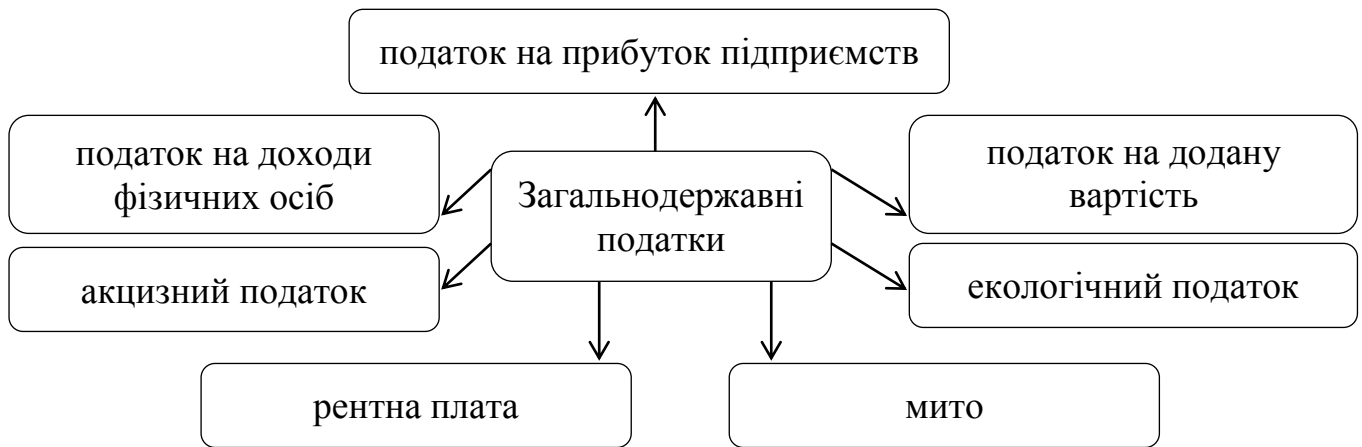 податок на прибуток підприємств
податок на доходи
фізичних осіб
Загальнодержавні
податки
податок на додану
вартість
акцизний податок
екологічний податок
рентна плата
мито